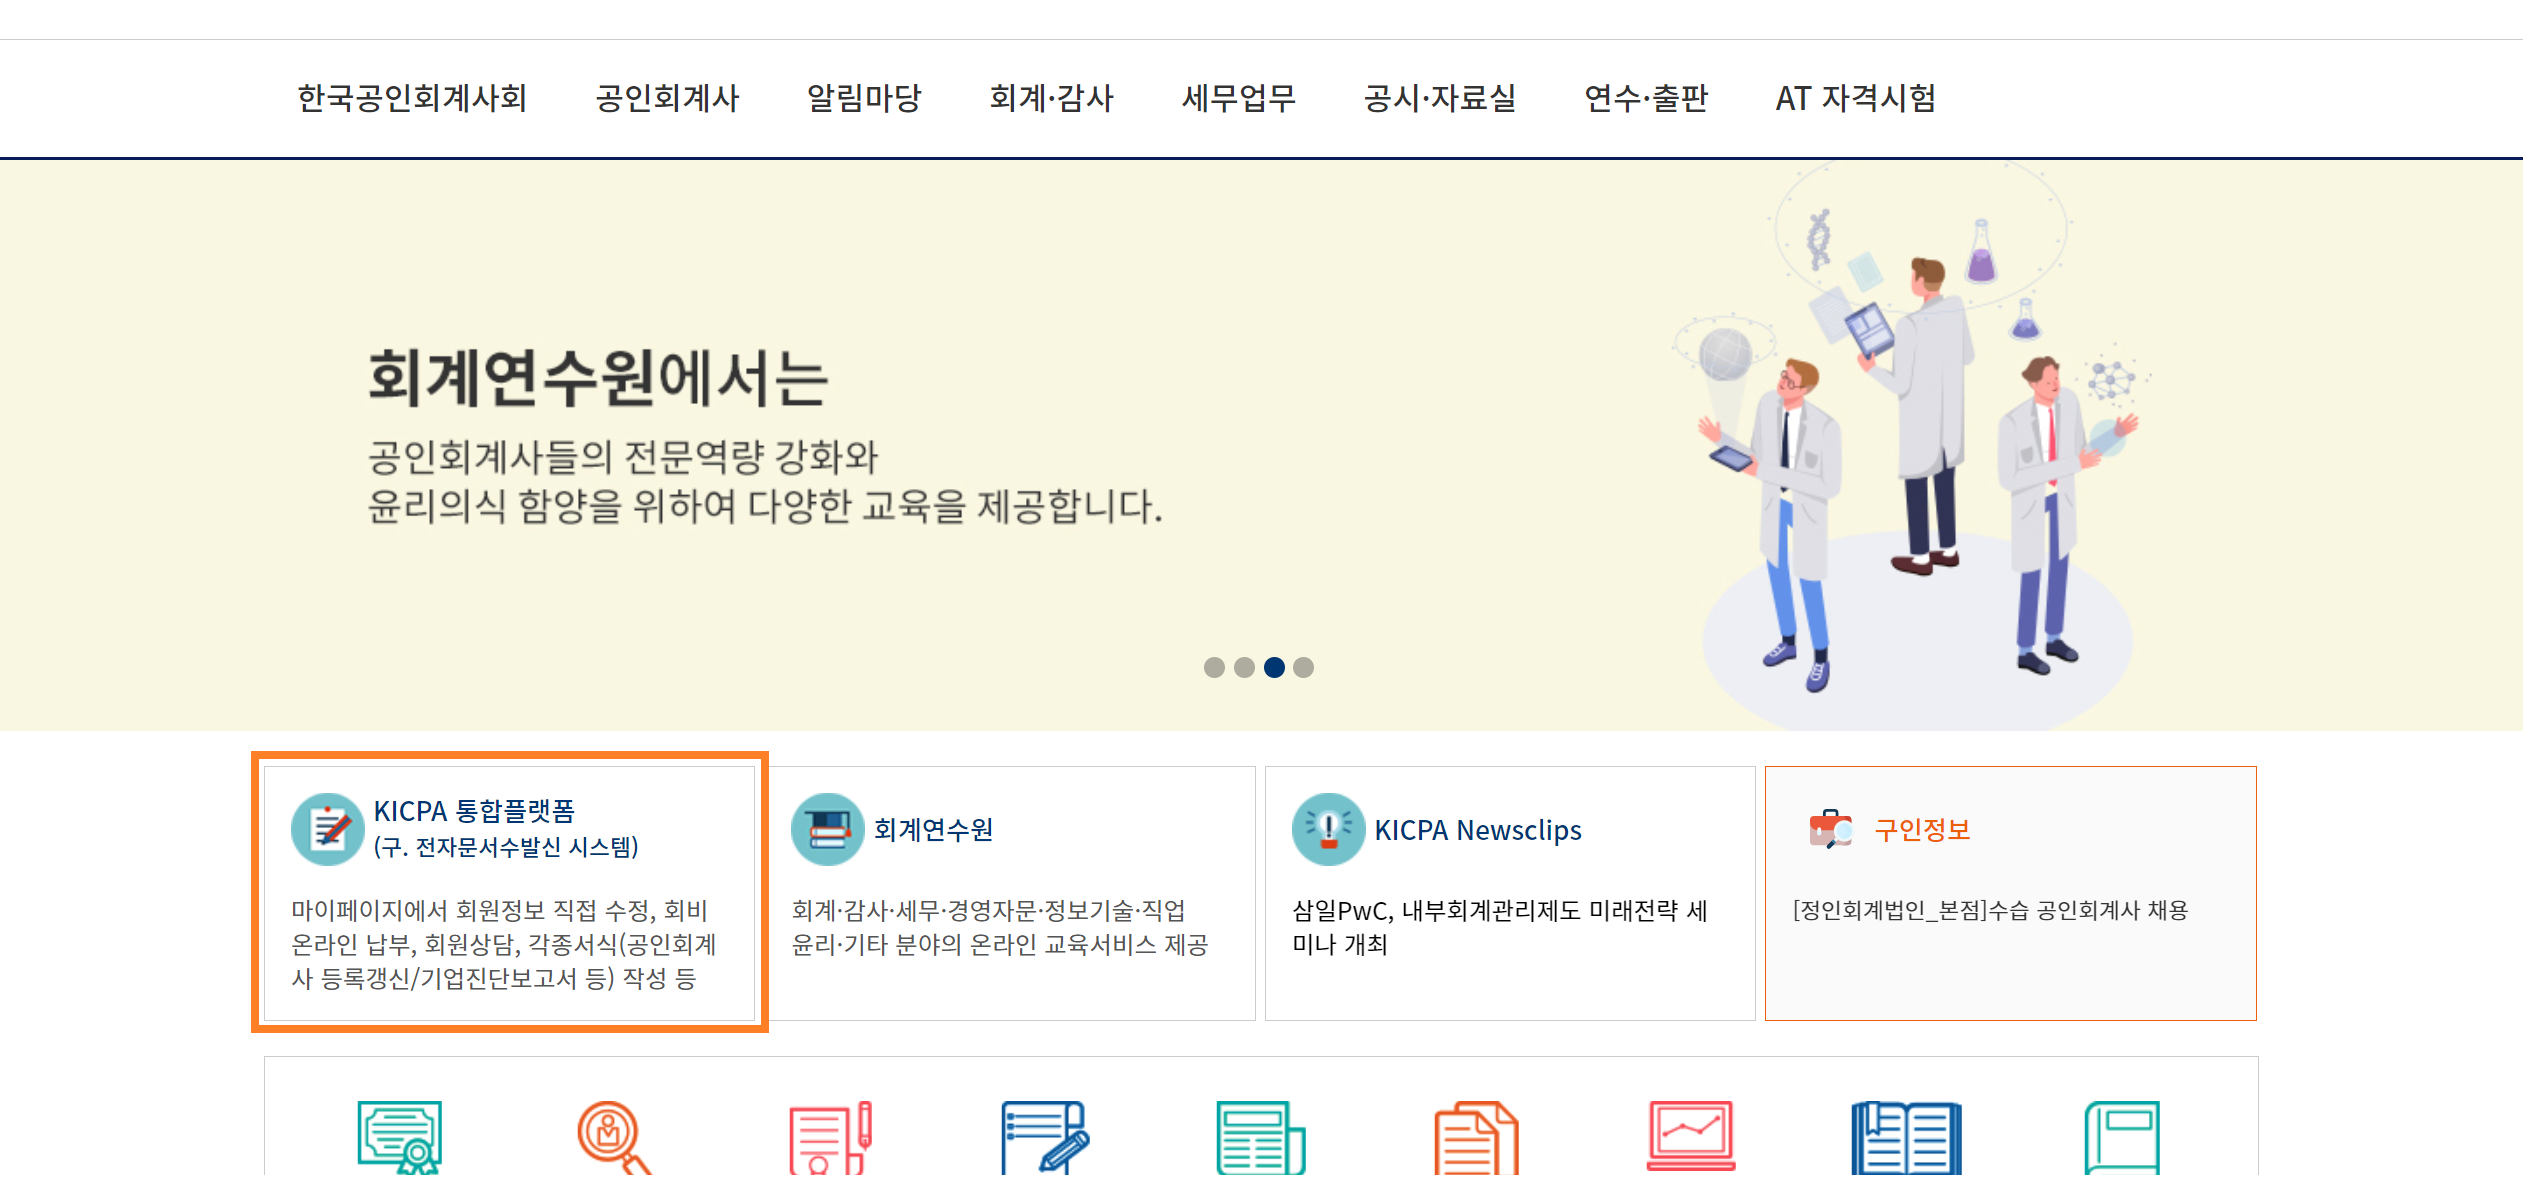 한국공인회계사회 공인회계사 알림마당 회계·감사 세무업무 공시·자료실 연수·출판 AT 자격시험
회계연수원에서는
공인회계사들의 전문역량 강화와
윤리의식 함양을 위하여 다양한 교육을 제공합니다.
KICPA 통합플랫폼
(구. 전자문서수발신 시스템)
마이페이지에서 회원정보 직접 수정, 회비
온라인 납부, 회원상담, 각종서식(공인회계
사 등록갱신/기업진단보고서 등) 작성 등
회계연수원
회계·감사·세무·경영자문·정보기술·직업
윤리·기타 분야의 온라인 교육서비스 제공
KICPA Newsclips
삼일PwC, 내부회계관리제도 미래전략 세
미나 개최
구인정보
[정인회계법인_본점]수습 공인회계사 채용